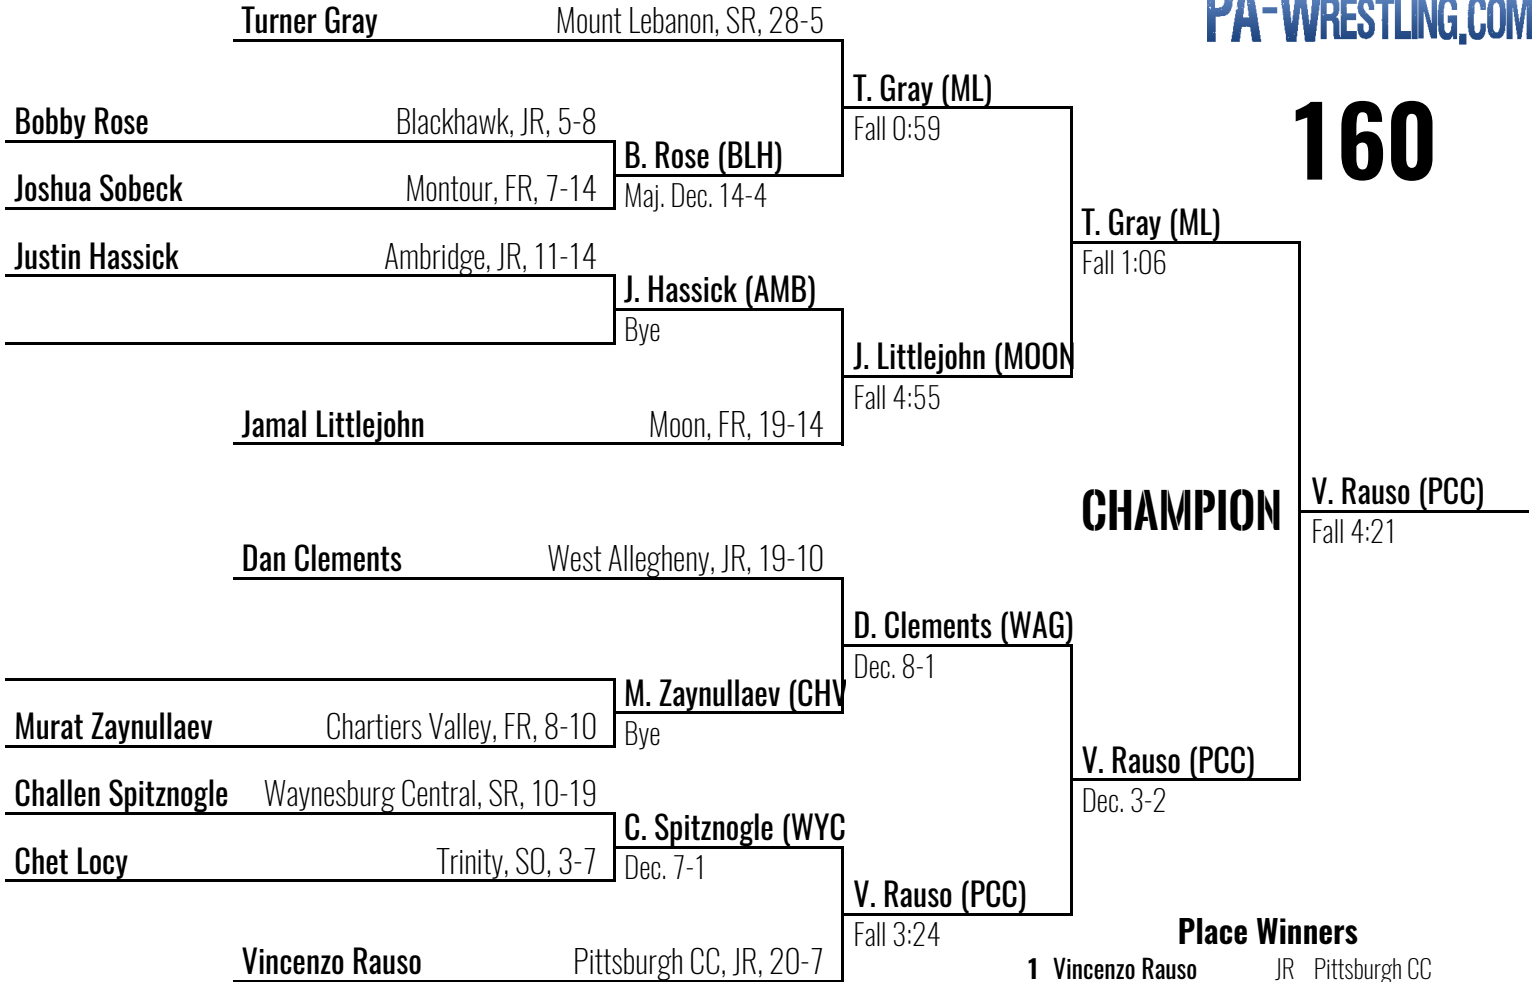 PA-WRESTLING.COM
160
Turner Gray Mount Lebanon, SR, 28-5
T. Gray (ML)
Fall 0:59
Bobby Rose Blackhawk, JR, 5-8
B. Rose (BLH)
Maj. Dec. 14-4
Joshua Sobeck Montour, FR, 7-14
T. Gray (ML)
Fall 1:06
Justin Hassick Ambridge, JR, 11-14
J. Hassick (AMB)
Bye
J. Littlejohn (MOON
Fall 4:55
Jamal Littlejohn Moon, FR, 19-14
CHAMPION
V. Rauso (PCC)
Fall 4:21
Dan Clements West Allegheny, JR, 19-10
D. Clements (WAG)
Dec. 8-1
M. Zaynullaev (CHV
Bye
Murat Zaynullaev Chartiers Valley, FR, 8-10
V. Rauso (PCC)
Dec. 3-2
Challen Spitznogle Waynesburg Central, SR, 10-19
C. Spitznogle (WYC
Dec. 7-1
Chet Locy Trinity, SO, 3-7
V. Rauso (PCC)
Fall 3:24
Vincenzo Rauso Pittsburgh CC, JR, 20-7
Place Winners
1 Vincenzo Rauso JR Pittsburgh CC